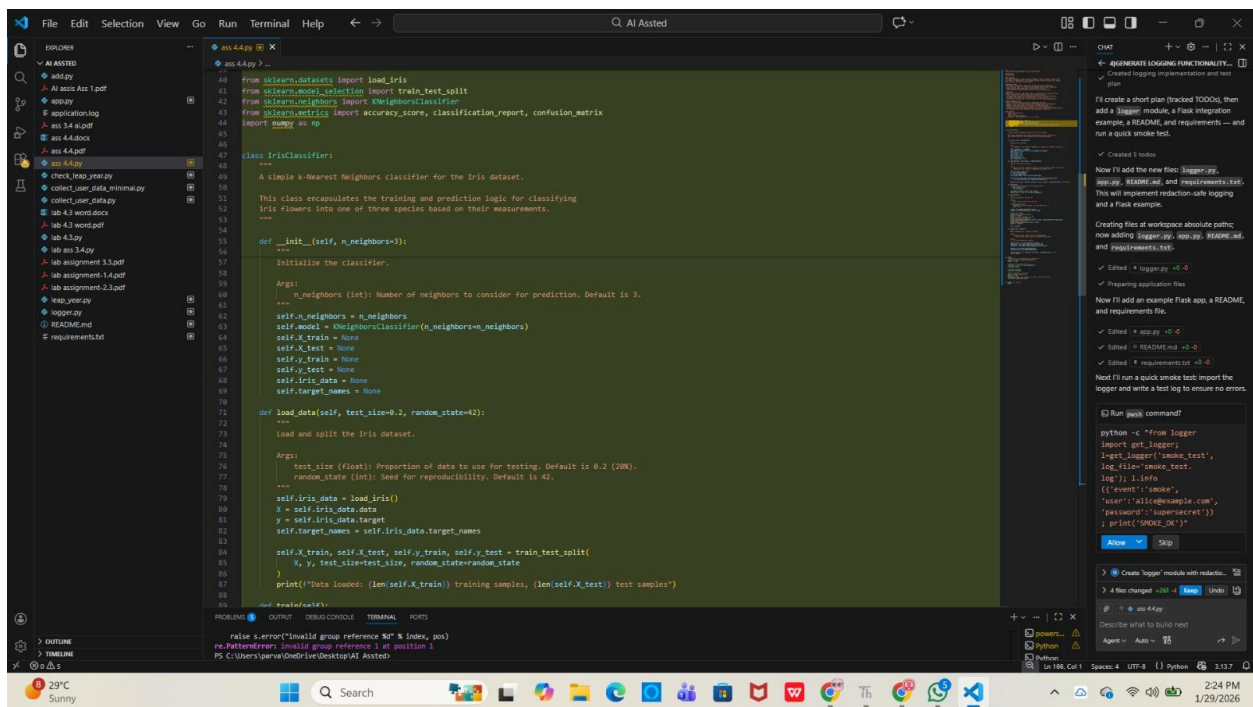 File Edit Selection View Go Run Terminal Help
AI Assted
EXPLORER
AI ASSTED
add.py
AI assis Ass 1.pdf
app.py
application.log
ass 3.4 ai.pdf
ass 4.4.docx
ass 4.4.pdf
ass 4.4.py
check_leap_year.py
collect_user_data_minimal.py
collect_user_data.py
lab 4.3 word.docx
lab 4.3 word.pdf
lab 4.3.py
lab ass 3.4.py
lab assignment 3.3.pdf
lab assignment-1.4.pdf
lab assignment-2.3.pdf
leap_year.py
logger.py
README.md
requirements.txt
OUTLINE
TIMELINE
ass 4.4.py
ass 4.4.py > ...
40 from sklearn.datasets import load_iris
41 from sklearn.model_selection import train_test_split
42 from sklearn.neighbors import KNeighborsClassifier
43 from sklearn.metrics import accuracy_score, classification_report, confusion_matrix
44 import numpy as np
45
46
47 class IrisClassifier:
48 """
49 A simple k-Nearest Neighbors classifier for the Iris dataset.
50
51 This class encapsulates the training and prediction logic for classifying
52 iris flowers into one of three species based on their measurements.
53 """
54
55 def __init__(self, n_neighbors=3):
56 """
57 Initialize the classifier.
58
59 Args:
60 n_neighbors (int): Number of neighbors to consider for prediction. Default is 3.
61 """
62 self.n_neighbors = n_neighbors
63 self.model = KNeighborsClassifier(n_neighbors=n_neighbors)
64 self.X_train = None
65 self.X_test = None
66 self.y_train = None
67 self.y_test = None
68 self.iris_data = None
69 self.target_names = None
70
71 def load_data(self, test_size=0.2, random_state=42):
72 """
73 Load and split the Iris dataset.
74
75 Args:
76 test_size (float): Proportion of data to use for testing. Default is 0.2 (20%).
77 random_state (int): Seed for reproducibility. Default is 42.
78 """
79 self.iris_data = load_iris()
80 X = self.iris_data.data
81 y = self.iris_data.target
82 self.target_names = self.iris_data.target_names
83
84 self.X_train, self.X_test, self.y_train, self.y_test = train_test_split(
85 X, y, test_size=test_size, random_state=random_state
86 )
87 print(f"Data loaded: {len(self.X_train)} training samples, {len(self.X_test)} test samples")
88
89 def train(self):
PROBLEMS 5 OUTPUT DEBUG CONSOLE TERMINAL PORTS
raise s.error("invalid group reference %d" % index, pos)
re.PatternError: invalid group reference 1 at position 1
PS C:\Users\parva\OneDrive\Desktop\AI Assted>
powers...
Python
Python
CHAT
4)GENERATE LOGGING FUNCTIONALITY...
Created logging implementation and test
plan
I'll create a short plan (tracked TODOs), then
add a logger module, a Flask integration
example, a README, and requirements — and
run a quick smoke test.
Created 5 todos
Now I'll add the new files: logger.py,
app.py, README.md, and requirements.txt.
This will implement redaction-safe logging
and a Flask example.
Creating files at workspace absolute paths;
now adding logger.py, app.py, README.md,
and requirements.txt.
Edited logger.py +0 -0
Preparing application files
Now I'll add an example Flask app, a README,
and requirements file.
Edited app.py +0 -0
Edited README.md +0 -0
Edited requirements.txt +0 -0
Next I'll run a quick smoke test: import the
logger and write a test log to ensure no errors.
Run pwsh command?
python -c "from logger
import get_logger;
l=get_logger('smoke_test',
log_file='smoke_test.
log'); l.info
({'event':'smoke',
'user':'alice@example.com',
'password':'supersecret'})
; print('SMOKE_OK')"
Allow Skip
Create 'logger' module with redactio...
4 files changed +261 -4 Keep Undo
+ ass 4.4.py
Describe what to build next
Agent Auto
0 5
Ln 166, Col 1 Spaces: 4 UTF-8 {} Python 3.13.7
29°C
Sunny
Search
2:24 PM
1/29/2026